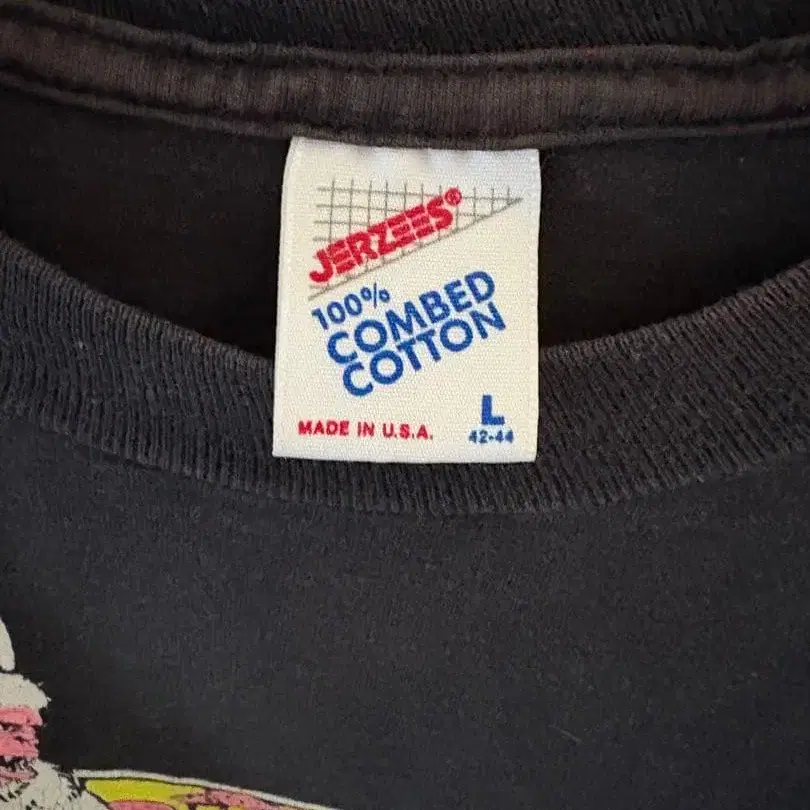 JERZEES®
100%
COMBED
COTTON
L
MADE IN U.S.A. 42-44